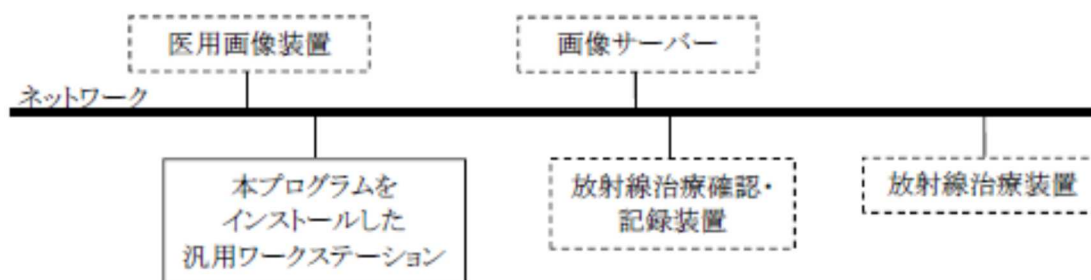 医用画像装置
画像サーバー
ネットワーク
本プログラムを
インストールした
汎用ワークステーション
放射線治療確認・
記録装置
放射線治療装置